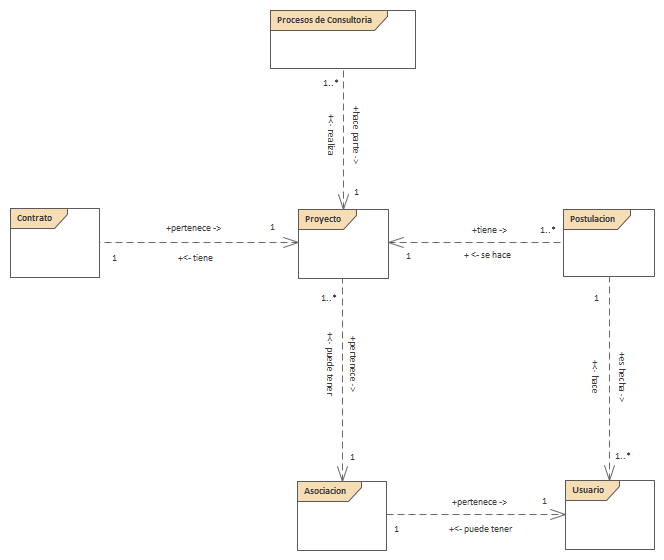 Procesos de Consultoria
1..*
+<- realiza
+hace parte ->
1
Contrato
+pertenece ->
1
1
+<- tiene
Proyecto
+tiene ->
1..*
1
+ <- se hace
Postulacion
1..*
+<- puede tener
+pertenece ->
1
1
+<- hace
+es hecha ->
1..*
Asociacion
+pertenece ->
1
1
+<- puede tener
Usuario